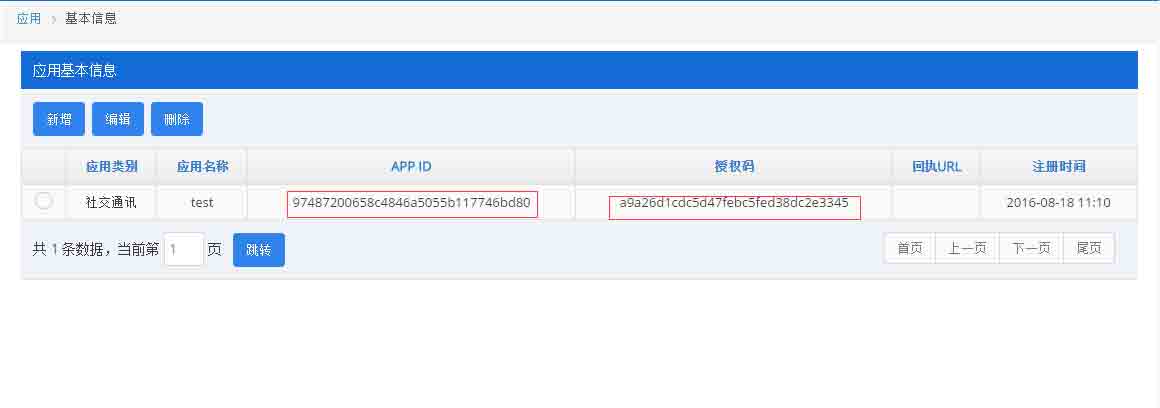 应用 > 基本信息
应用基本信息
新增 编辑 删除
应用类别 应用名称 APP ID 授权码 回执URL 注册时间
社交通讯 test 97487200658c4846a5055b117746bd80 a9a26d1cdc5d47febc5fed38dc2e3345 2016-08-18 11:10
共 1 条数据，当前第 1 页 跳转 首页 上一页 下一页 尾页